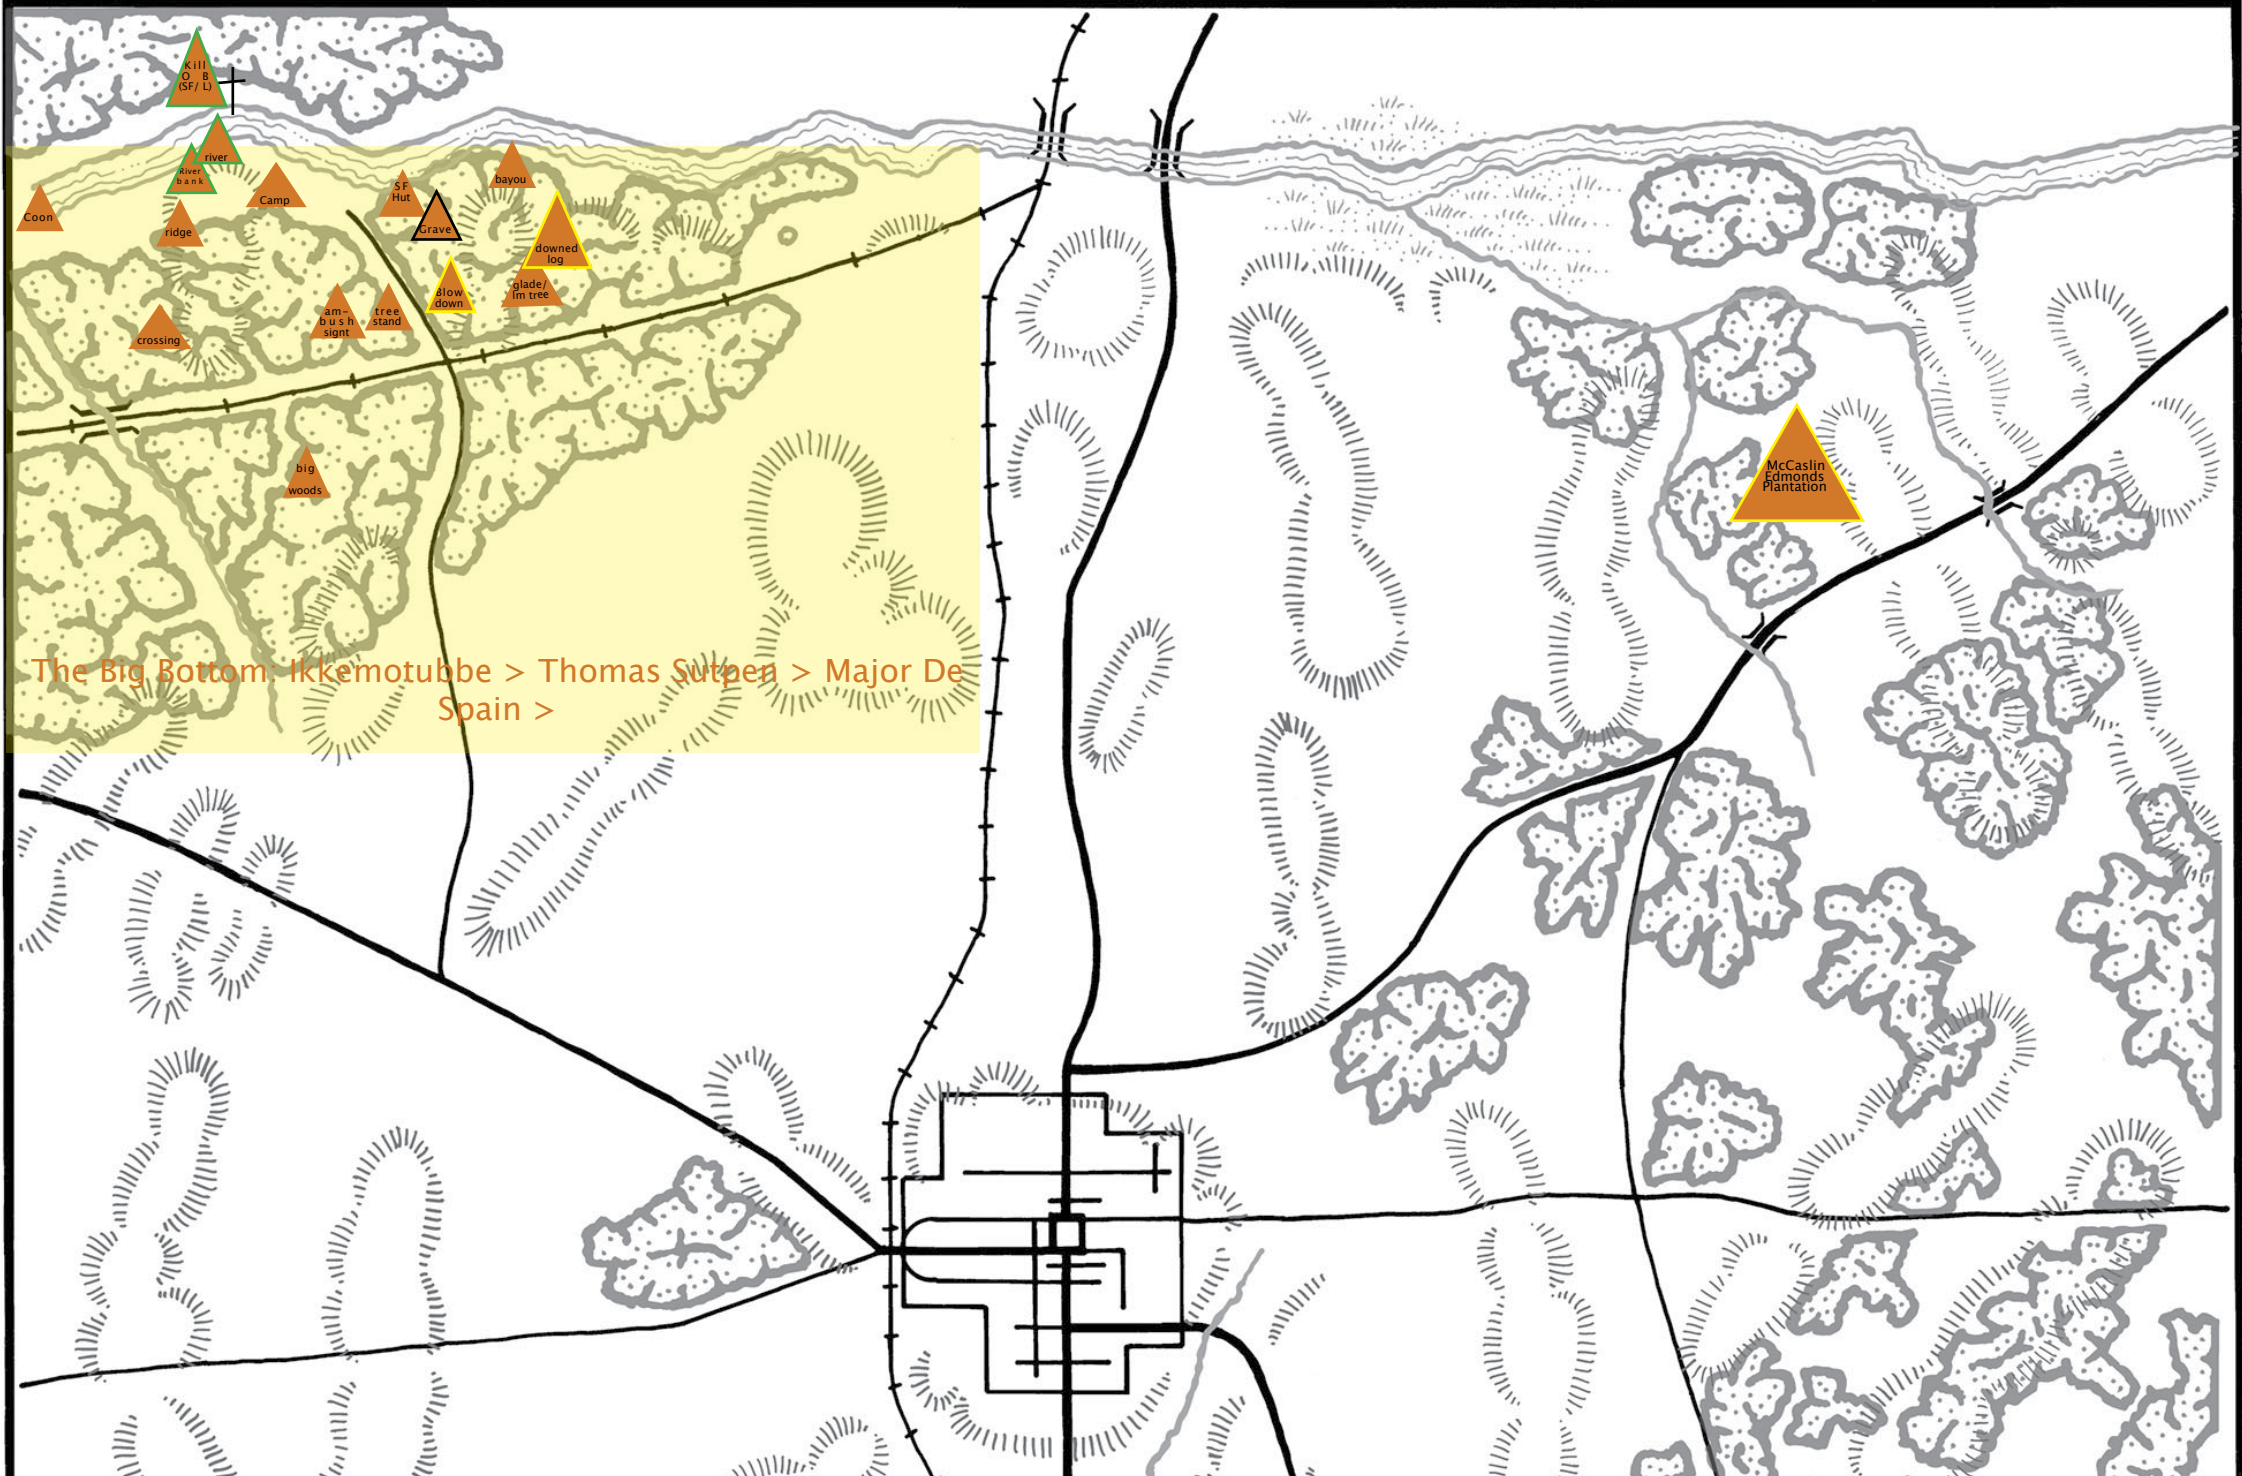 Kill
O B
(SF/ L)
river
River
bank
Camp
Coon
ridge
SF
Hut
Grave
bayou
downed
log
glade/
lm tree
Blow
down
am-
bush
signt
tree
stand
crossing
big
woods
McCaslin
Edmonds
Plantation
The Big Bottom: Ikkemotubbe > Thomas Sutpen > Major De
Spain >